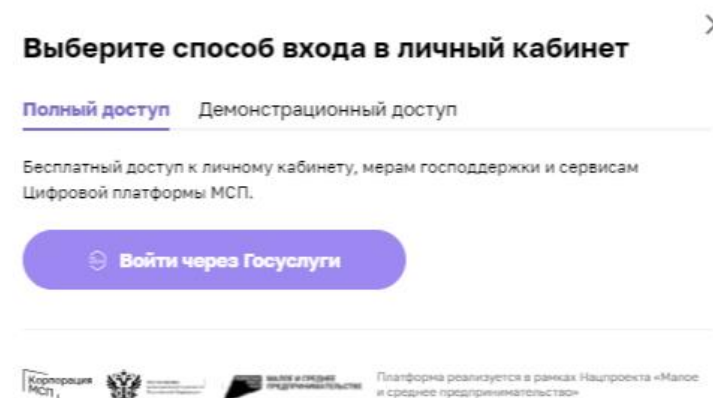 Выберите способ входа в личный кабинет
Полный доступ Демонстрационный доступ
Бесплатный доступ к личному кабинету, мерам господдержки и сервисам
Цифровой платформы МСП.
Войти через Госуслуги
Корпорация
МСП
МАЛОЕ И СРЕДНЕЕ
ПРЕДПРИНИМАТЕЛЬСТВО
Платформа реализуется в рамках Нацпроекта «Малое
и среднее предпринимательство»